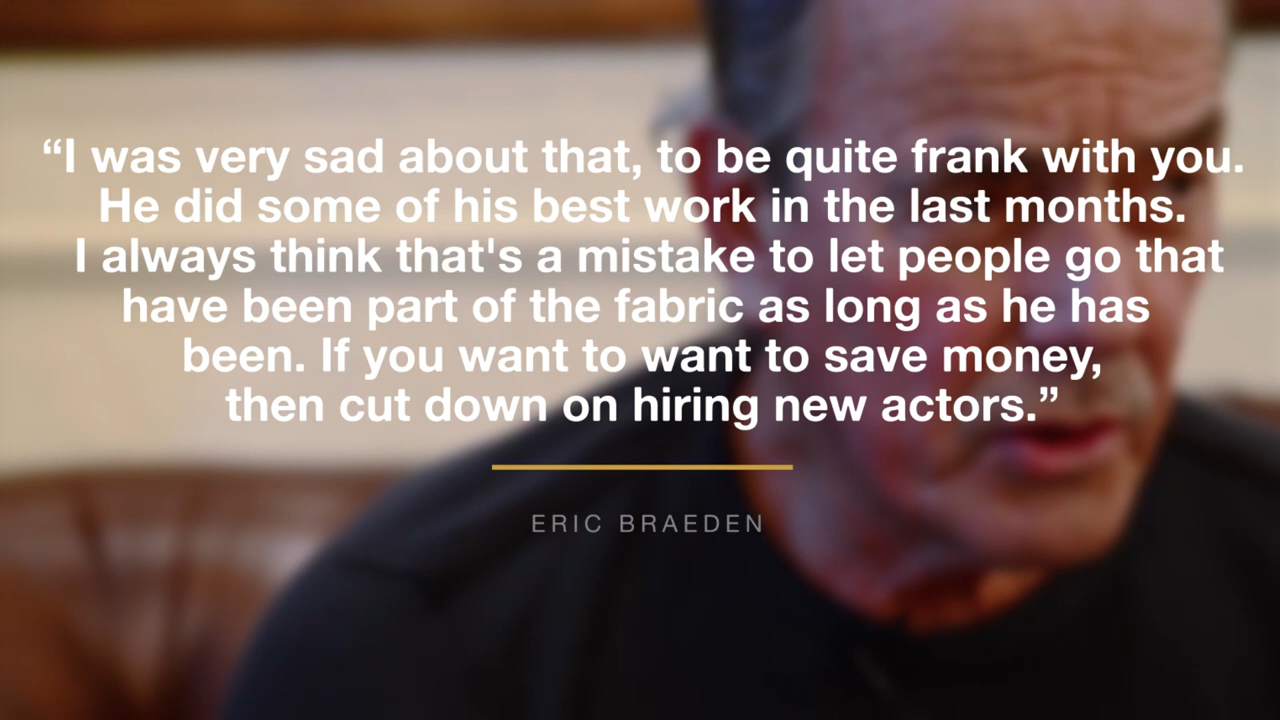 “I was very sad about that, to be quite frank with you.
He did some of his best work in the last months.
I always think that's a mistake to let people go that
have been part of the fabric as long as he has
been. If you want to want to save money,
then cut down on hiring new actors.”
ERIC BRAEDEN